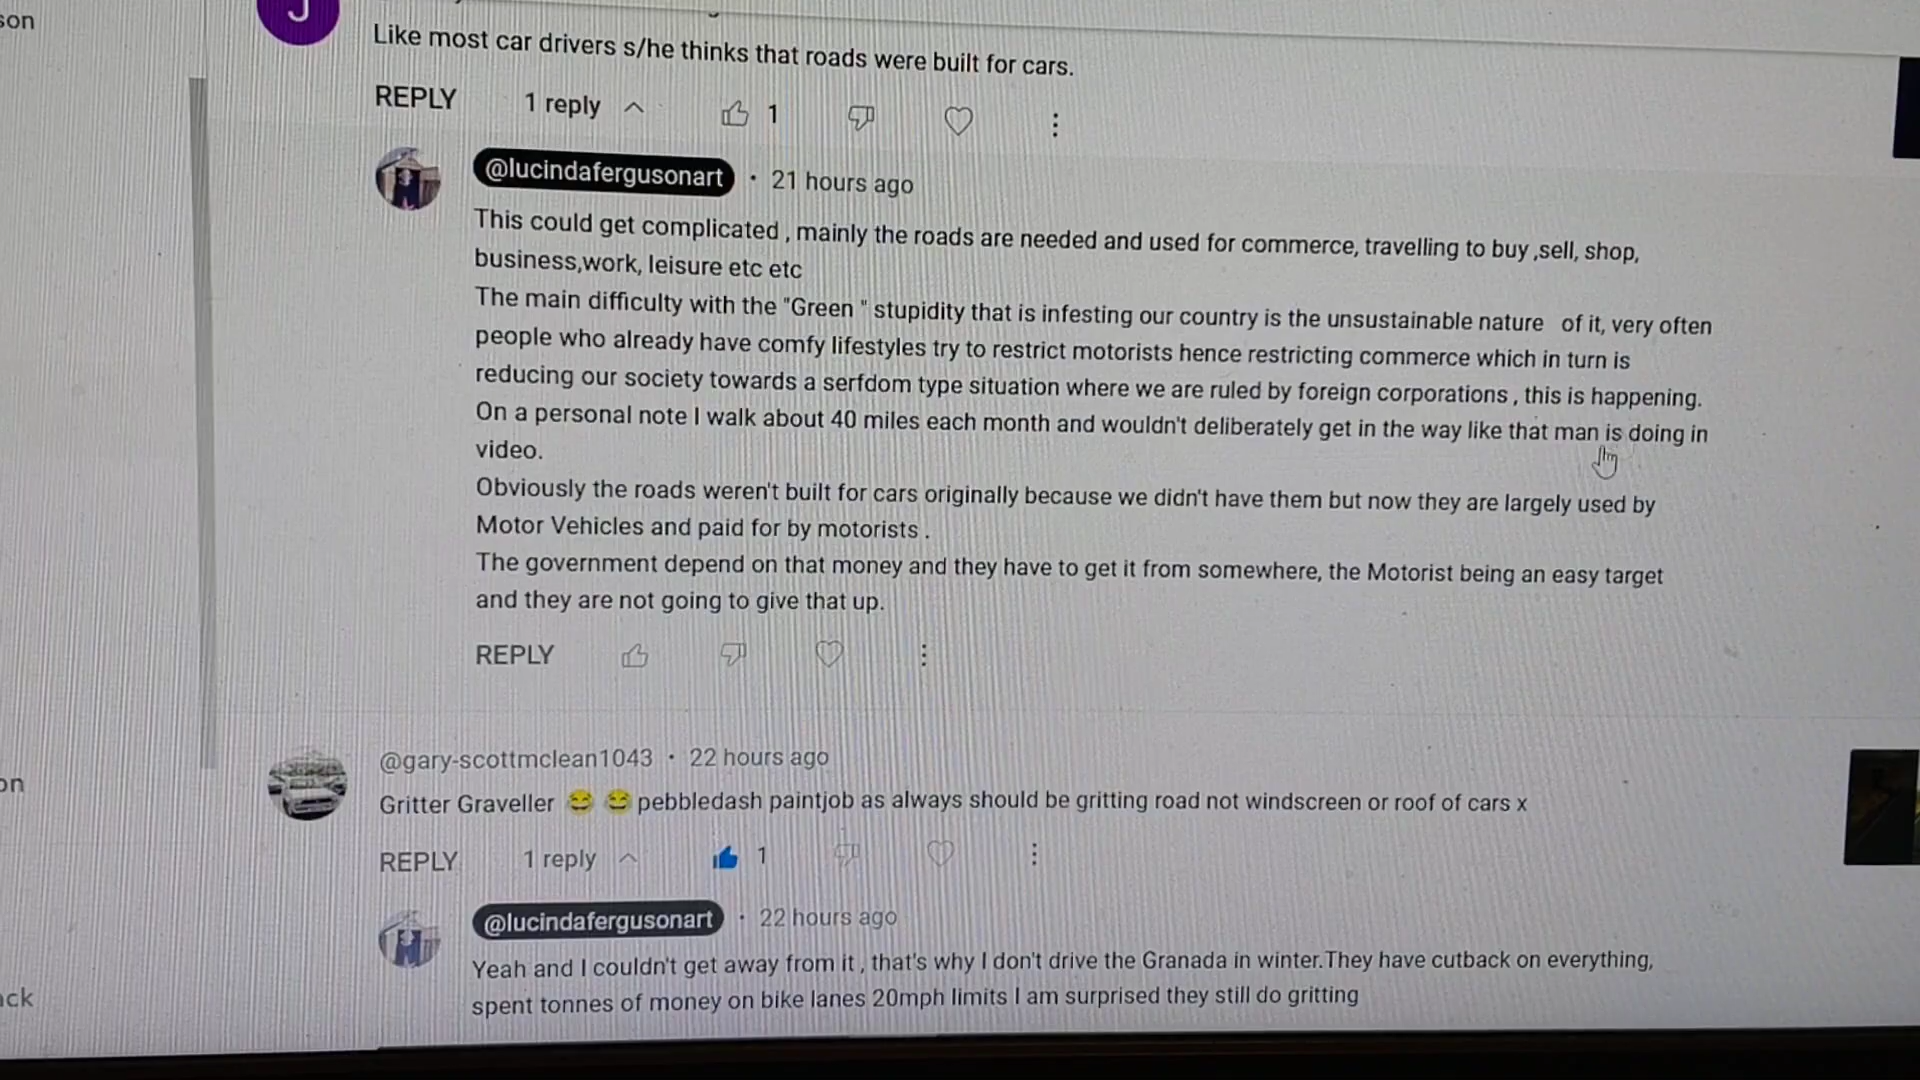 son
J
Like most car drivers s/he thinks that roads were built for cars.
REPLY 1 reply 1
@lucindafergusonart · 21 hours ago
This could get complicated , mainly the roads are needed and used for commerce, travelling to buy ,sell, shop,
business,work, leisure etc etc
The main difficulty with the "Green " stupidity that is infesting our country is the unsustainable nature of it, very often
people who already have comfy lifestyles try to restrict motorists hence restricting commerce which in turn is
reducing our society towards a serfdom type situation where we are ruled by foreign corporations , this is happening.
On a personal note I walk about 40 miles each month and wouldn't deliberately get in the way like that man is doing in
video.
Obviously the roads weren't built for cars originally because we didn't have them but now they are largely used by
Motor Vehicles and paid for by motorists .
The government depend on that money and they have to get it from somewhere, the Motorist being an easy target
and they are not going to give that up.
REPLY
on
@gary-scottmclean1043 · 22 hours ago
Gritter Graveller 😂 😂 pebbledash paintjob as always should be gritting road not windscreen or roof of cars x
REPLY 1 reply 1
@lucindafergusonart · 22 hours ago
Yeah and I couldn't get away from it , that's why I don't drive the Granada in winter.They have cutback on everything,
ack
spent tonnes of money on bike lanes 20mph limits I am surprised they still do gritting